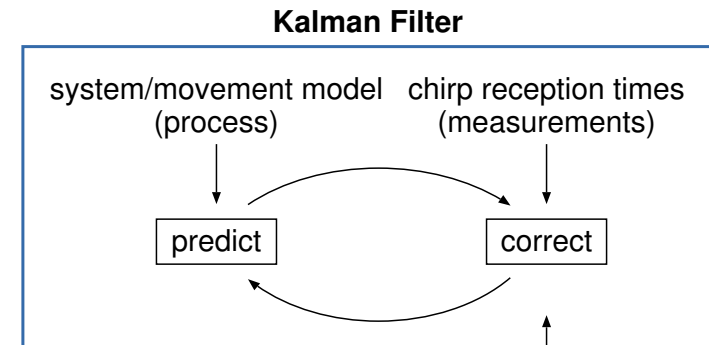 Kalman Filter
system/movement model chirp reception times
(process) (measurements)
predict correct